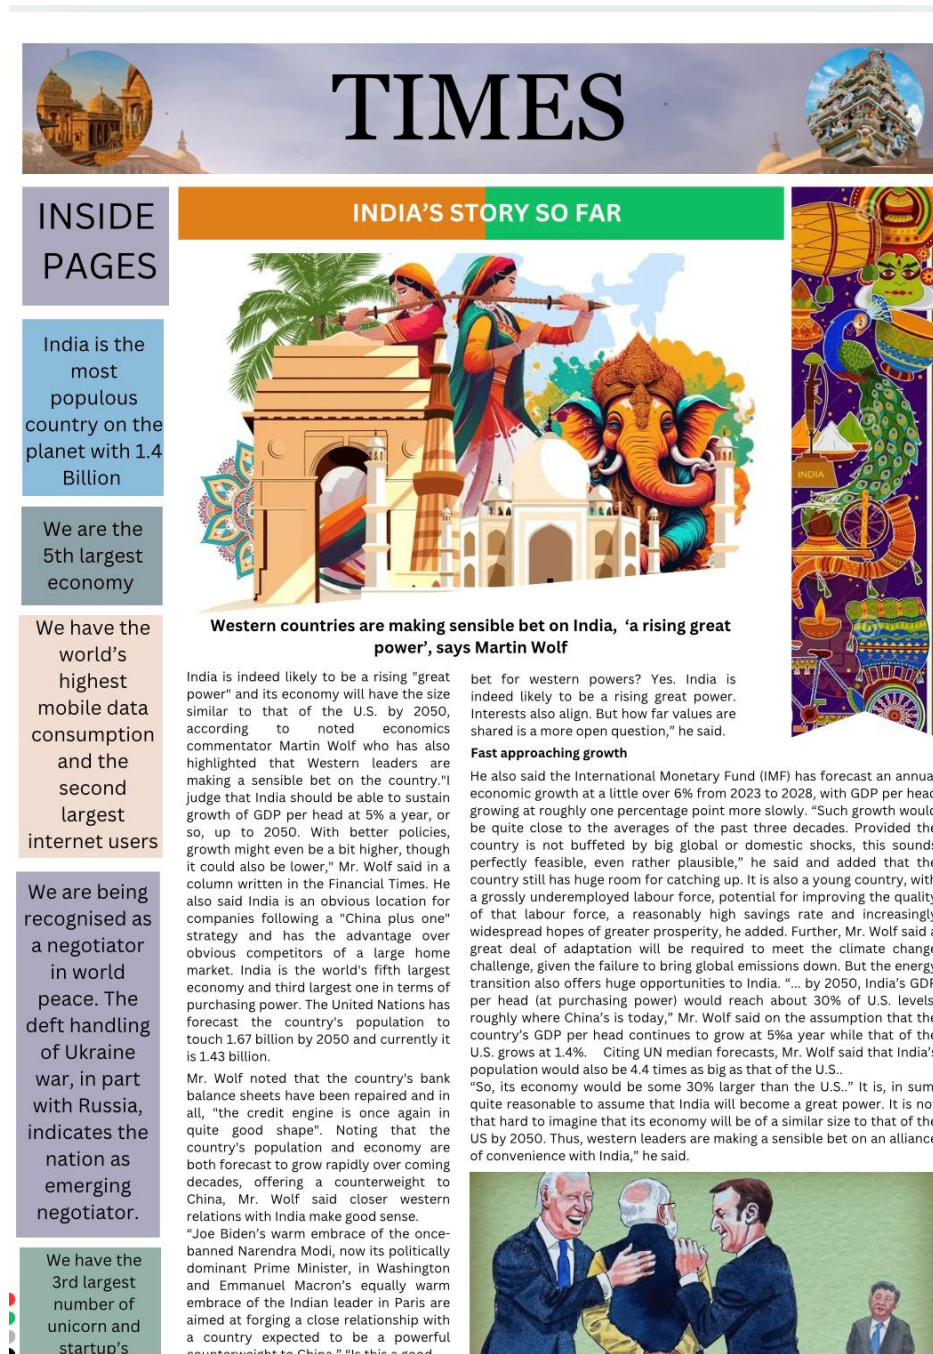 TIMES
INSIDE
PAGES
India is the
most
populous
country on the
planet with 1.4
Billion
We are the
5th largest
economy
We have the
world's
highest
mobile data
consumption
and the
second
largest
internet users
We are being
recognised as
a negotiator
in world
peace. The
deft handling
of Ukraine
war, in part
with Russia,
indicates the
nation as
emerging
negotiator.
We have the
3rd largest
number of
unicorn and
startup's
INDIA'S STORY SO FAR
Western countries are making sensible bet on India, 'a rising great
power', says Martin Wolf
India is indeed likely to be a rising "great
power" and its economy will have the size
similar to that of the U.S. by 2050,
according to noted economics
commentator Martin Wolf who has also
highlighted that Western leaders are
making a sensible bet on the country."I
judge that India should be able to sustain
growth of GDP per head at 5% a year, or
so, up to 2050. With better policies,
growth might even be a bit higher, though
it could also be lower," Mr. Wolf said in a
column written in the Financial Times. He
also said India is an obvious location for
companies following a "China plus one"
strategy and has the advantage over
obvious competitors of a large home
market. India is the world's fifth largest
economy and third largest one in terms of
purchasing power. The United Nations has
forecast the country's population to
touch 1.67 billion by 2050 and currently it
is 1.43 billion.
Mr. Wolf noted that the country's bank
balance sheets have been repaired and in
all, "the credit engine is once again in
quite good shape". Noting that the
country's population and economy are
both forecast to grow rapidly over coming
decades, offering a counterweight to
China, Mr. Wolf said closer western
relations with India make good sense.
"Joe Biden's warm embrace of the once-
banned Narendra Modi, now its politically
dominant Prime Minister, in Washington
and Emmanuel Macron's equally warm
embrace of the Indian leader in Paris are
aimed at forging a close relationship with
a country expected to be a powerful
counterweight to China." "Is this a good
bet for western powers? Yes. India is
indeed likely to be a rising great power.
Interests also align. But how far values are
shared is a more open question," he said.
Fast approaching growth
He also said the International Monetary Fund (IMF) has forecast an annua
economic growth at a little over 6% from 2023 to 2028, with GDP per head
growing at roughly one percentage point more slowly. "Such growth would
be quite close to the averages of the past three decades. Provided the
country is not buffeted by big global or domestic shocks, this sounds
perfectly feasible, even rather plausible," he said and added that the
country still has huge room for catching up. It is also a young country, with
a grossly underemployed labour force, potential for improving the quality
of that labour force, a reasonably high savings rate and increasingly
widespread hopes of greater prosperity, he added. Further, Mr. Wolf said a
great deal of adaptation will be required to meet the climate change
challenge, given the failure to bring global emissions down. But the energy
transition also offers huge opportunities to India. "... by 2050, India's GDP
per head (at purchasing power) would reach about 30% of U.S. levels
roughly where China's is today," Mr. Wolf said on the assumption that the
country's GDP per head continues to grow at 5%a year while that of the
U.S. grows at 1.4%. Citing UN median forecasts, Mr. Wolf said that India's
population would also be 4.4 times as big as that of the U.S..
"So, its economy would be some 30% larger than the U.S.." It is, in sum
quite reasonable to assume that India will become a great power. It is no
that hard to imagine that its economy will be of a similar size to that of the
US by 2050. Thus, western leaders are making a sensible bet on an alliance
of convenience with India," he said.
INDIA